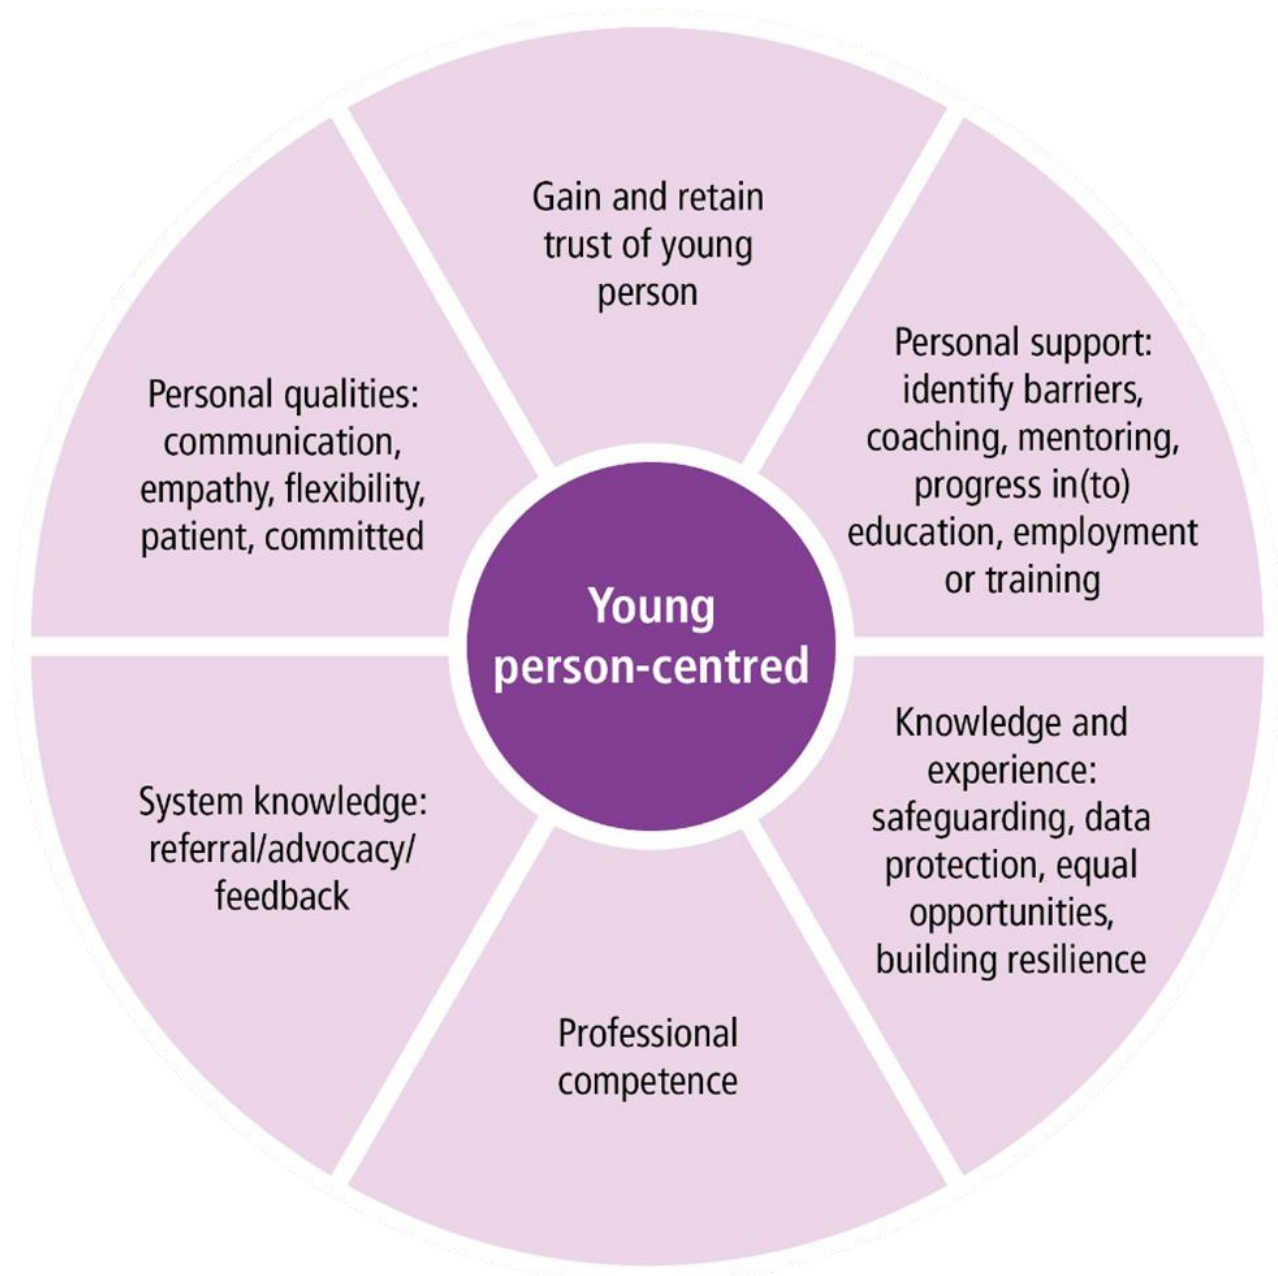 Gain and retain
trust of young
person
Personal support:
identify barriers,
coaching, mentoring,
progress in(to)
education, employment
or training
Knowledge and
experience:
safeguarding, data
protection, equal
opportunities,
building resilience
Professional
competence
System knowledge:
referral/advocacy/
feedback
Personal qualities:
communication,
empathy, flexibility,
patient, committed
Young
person-centred